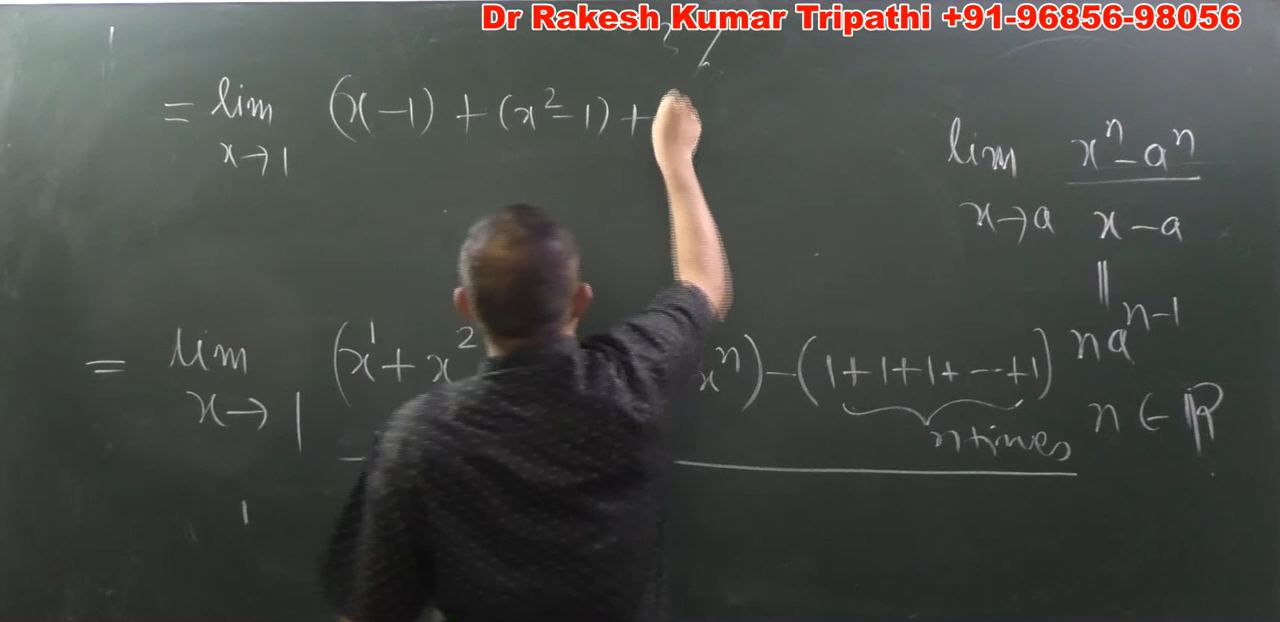 Dr Rakesh Kumar Tripathi +91-96856-98056
= lim (x-1) + (x²-1) +
x→1
lim xⁿ-aⁿ
x→a x-a
||
naⁿ⁻¹
n ∈ ℝ
= lim (x¹+x² xⁿ)-(1+1+1+---+1)
x→1 n times